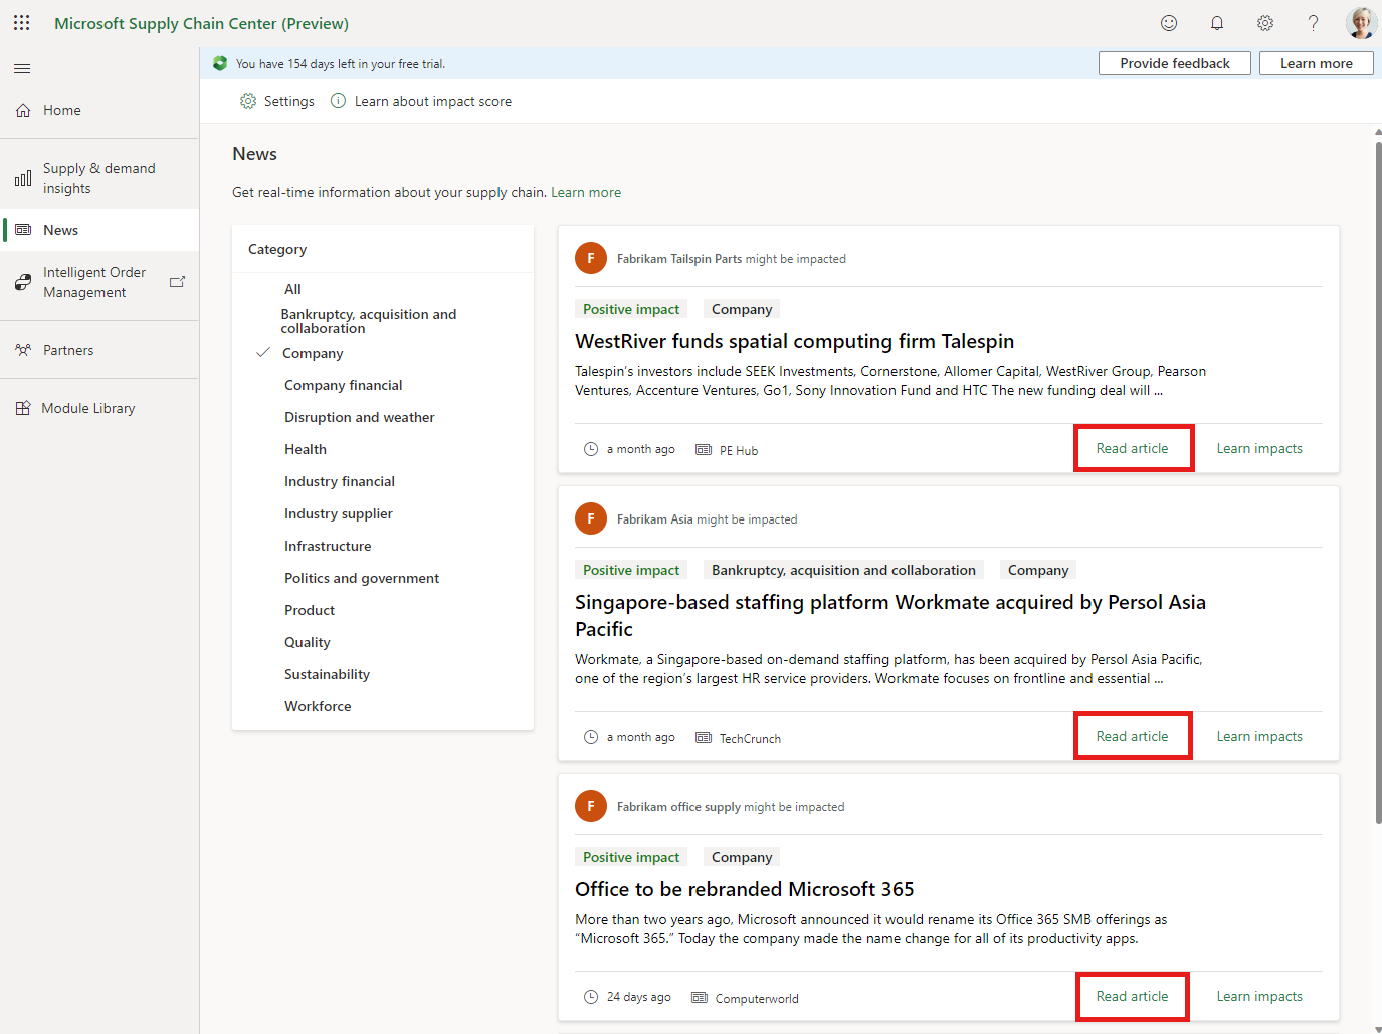 Microsoft Supply Chain Center (Preview)
You have 154 days left in your free trial.
Provide feedback
Learn more
Home
Supply & demand
insights
News
Intelligent Order
Management
Partners
Module Library
Settings
Learn about impact score
News
Get real-time information about your supply chain. Learn more
Category
All
Bankruptcy, acquisition and
collaboration
Company
Company financial
Disruption and weather
Health
Industry financial
Industry supplier
Infrastructure
Politics and government
Product
Quality
Sustainability
Workforce
F
Fabrikam Tailspin Parts might be impacted
Positive impact
Company
WestRiver funds spatial computing firm Talespin
Talespin's investors include SEEK Investments, Cornerstone, Allomer Capital, WestRiver Group, Pearson
Ventures, Accenture Ventures, Go1, Sony Innovation Fund and HTC The new funding deal will ...
a month ago
PE Hub
Read article
Learn impacts
F
Fabrikam Asia might be impacted
Positive impact
Bankruptcy, acquisition and collaboration
Company
Singapore-based staffing platform Workmate acquired by Persol Asia
Pacific
Workmate, a Singapore-based on-demand staffing platform, has been acquired by Persol Asia Pacific,
one of the region's largest HR service providers. Workmate focuses on frontline and essential ...
a month ago
TechCrunch
Read article
Learn impacts
F
Fabrikam office supply might be impacted
Positive impact
Company
Office to be rebranded Microsoft 365
More than two years ago, Microsoft announced it would rename its Office 365 SMB offerings as
“Microsoft 365.” Today the company made the name change for all of its productivity apps.
24 days ago
Computerworld
Read article
Learn impacts